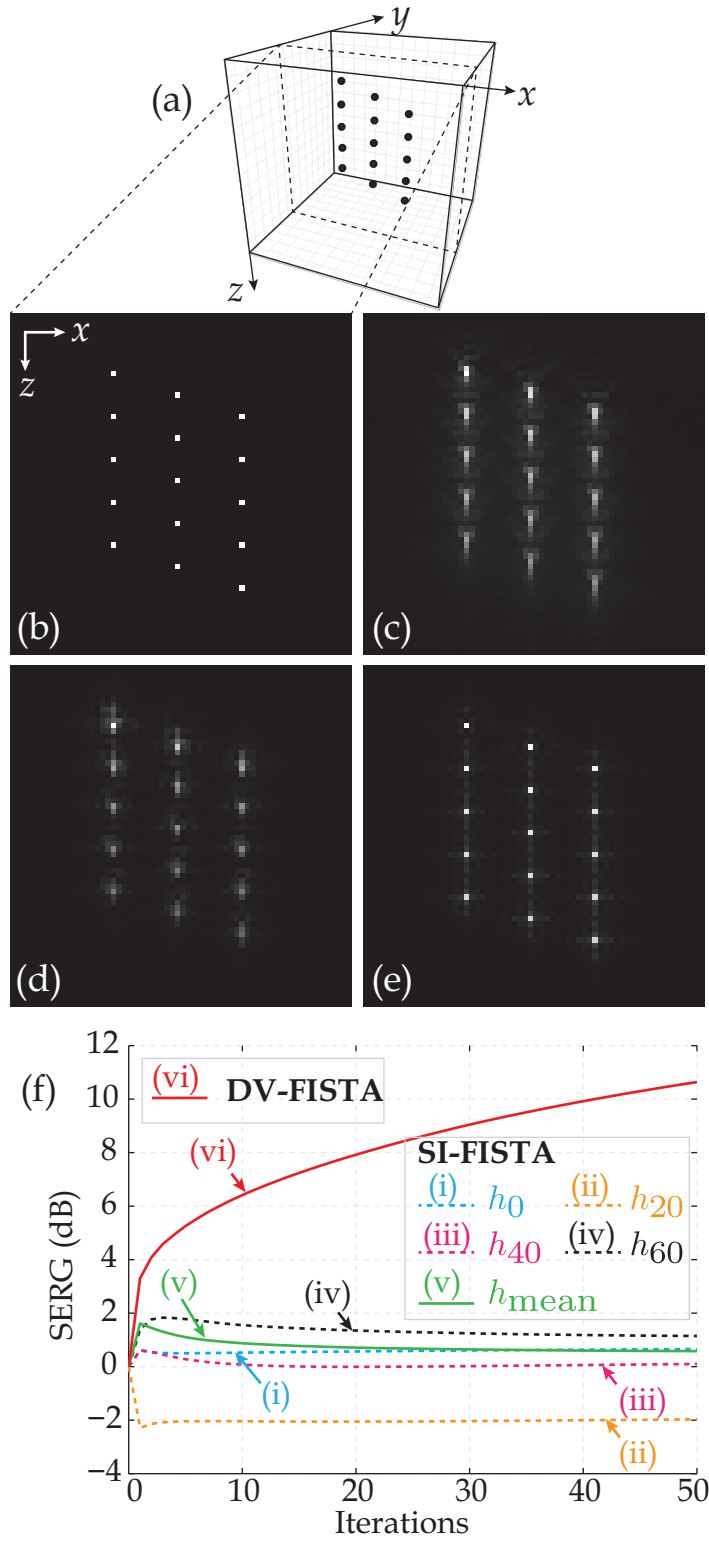 y
(a)
x
z
x
z
(b)
(c)
(d)
(e)
(f)
12
10
8
6
4
2
0
−2
−4
SERG (dB)
(vi) DV-FISTA
(vi)
SI-FISTA
(i) h₀ (ii) h₂₀
(iii) h₄₀ (iv) h₆₀
(v) hmean
(v)
(iv)
(i)
(iii)
(ii)
0 10 20 30 40 50
Iterations